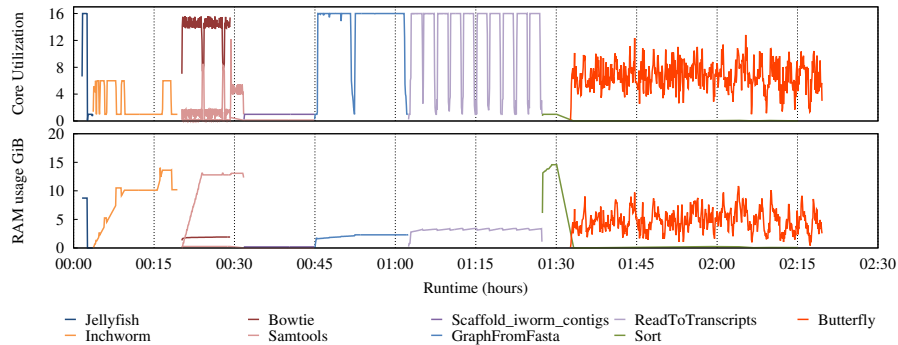 Core Utilization
16
12
8
4
0
RAM usage GiB
20
15
10
5
0
00:00 00:15 00:30 00:45 01:00 01:15 01:30 01:45 02:00 02:15 02:30
Runtime (hours)
Jellyfish Bowtie Scaffold_iworm_contigs ReadToTranscripts Butterfly
Inchworm Samtools GraphFromFasta Sort